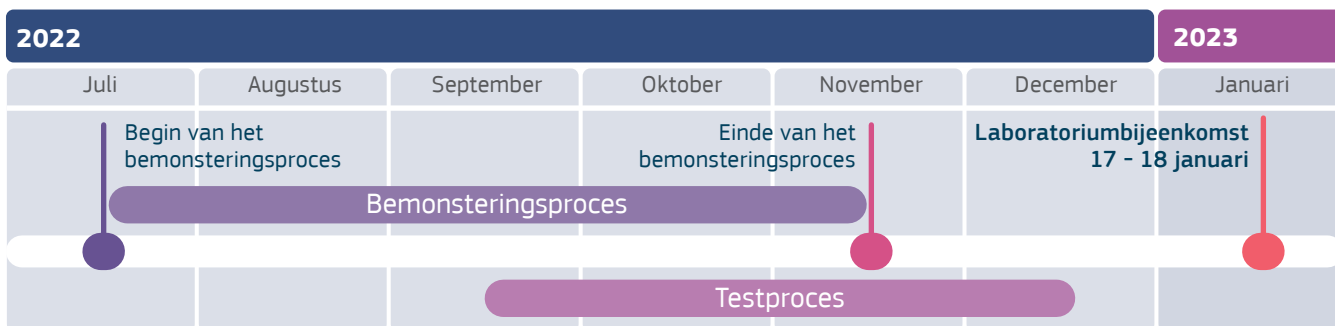 2022
2023
Juli
Augustus
September
Oktober
November
December
Januari
Begin van het
bemonsteringsproces
Einde van het
bemonsteringsproces
Laboratoriumbijeenkomst
17 - 18 januari
Bemonsteringsproces
Testproces